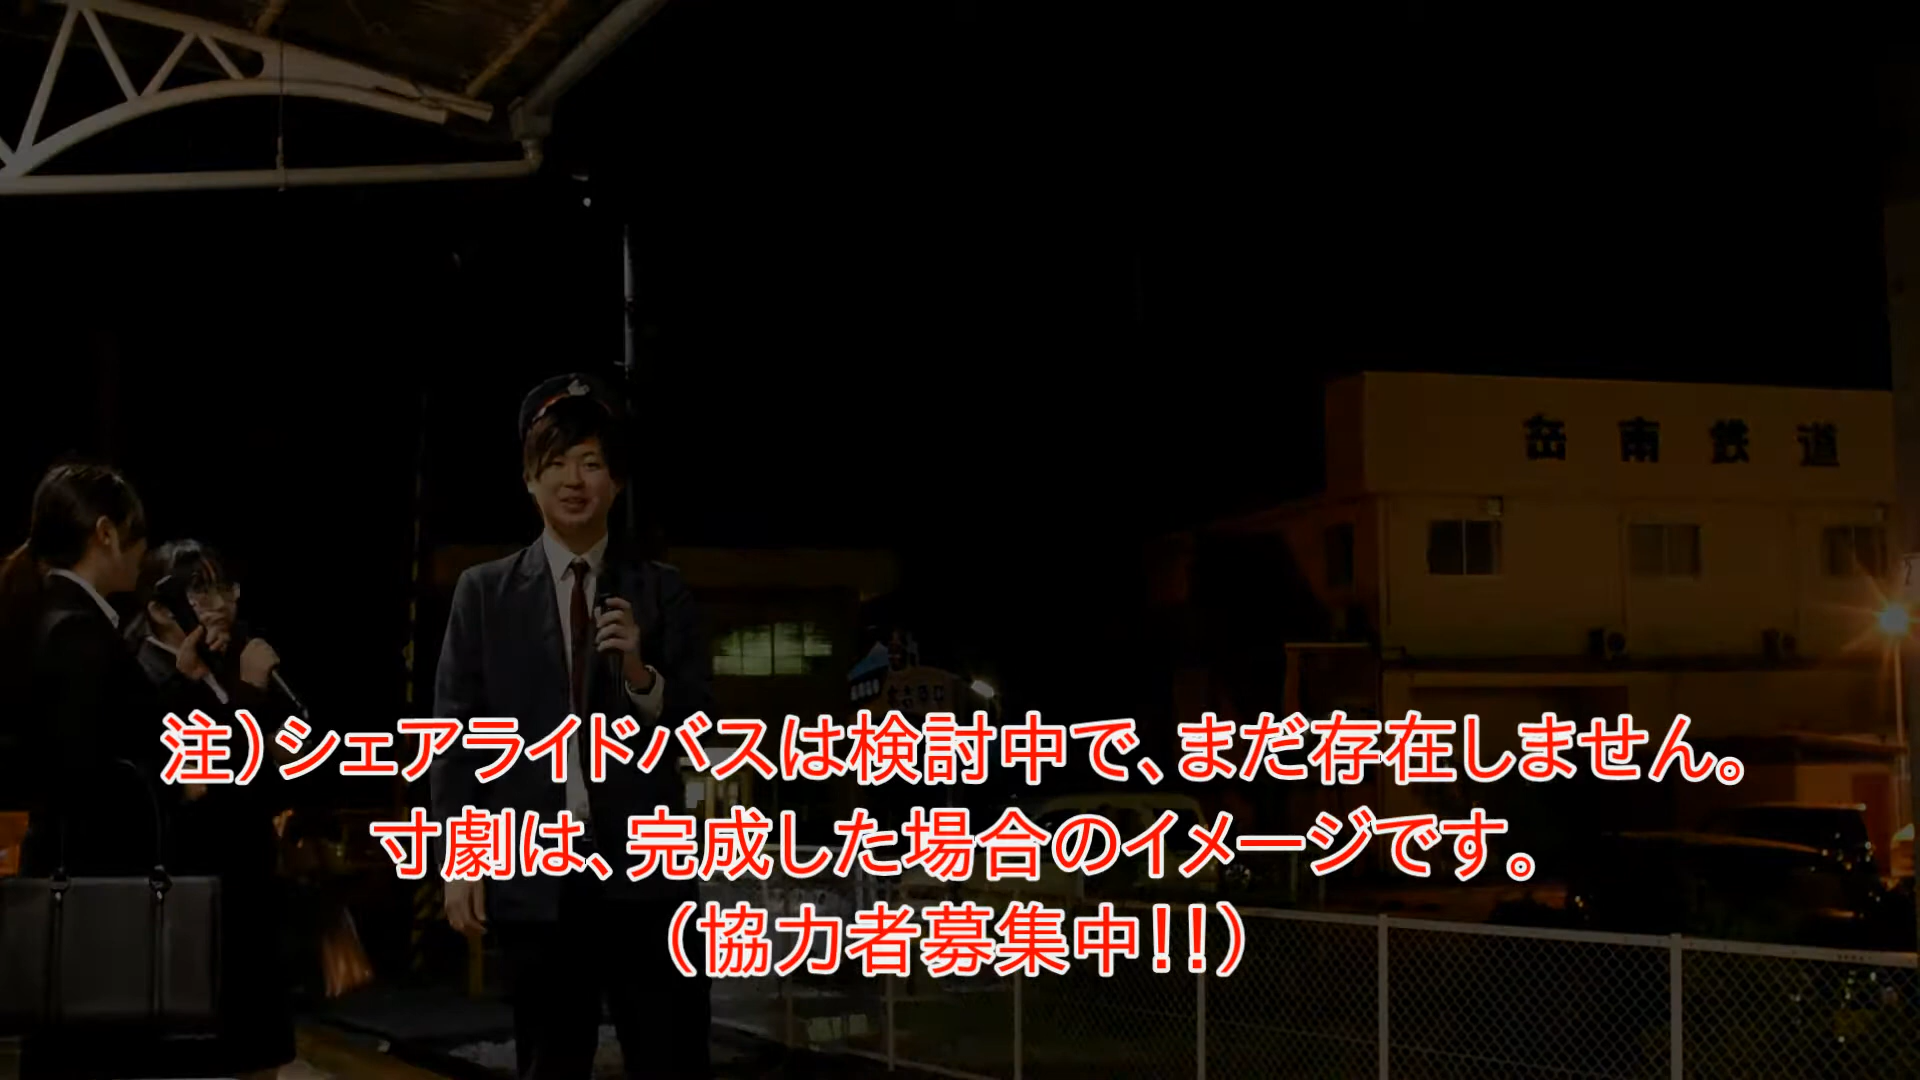 岳南鉄道
注）シェアライドバスは検討中で、まだ存在しません。
寸劇は、完成した場合のイメージです。
（協力者募集中！！）